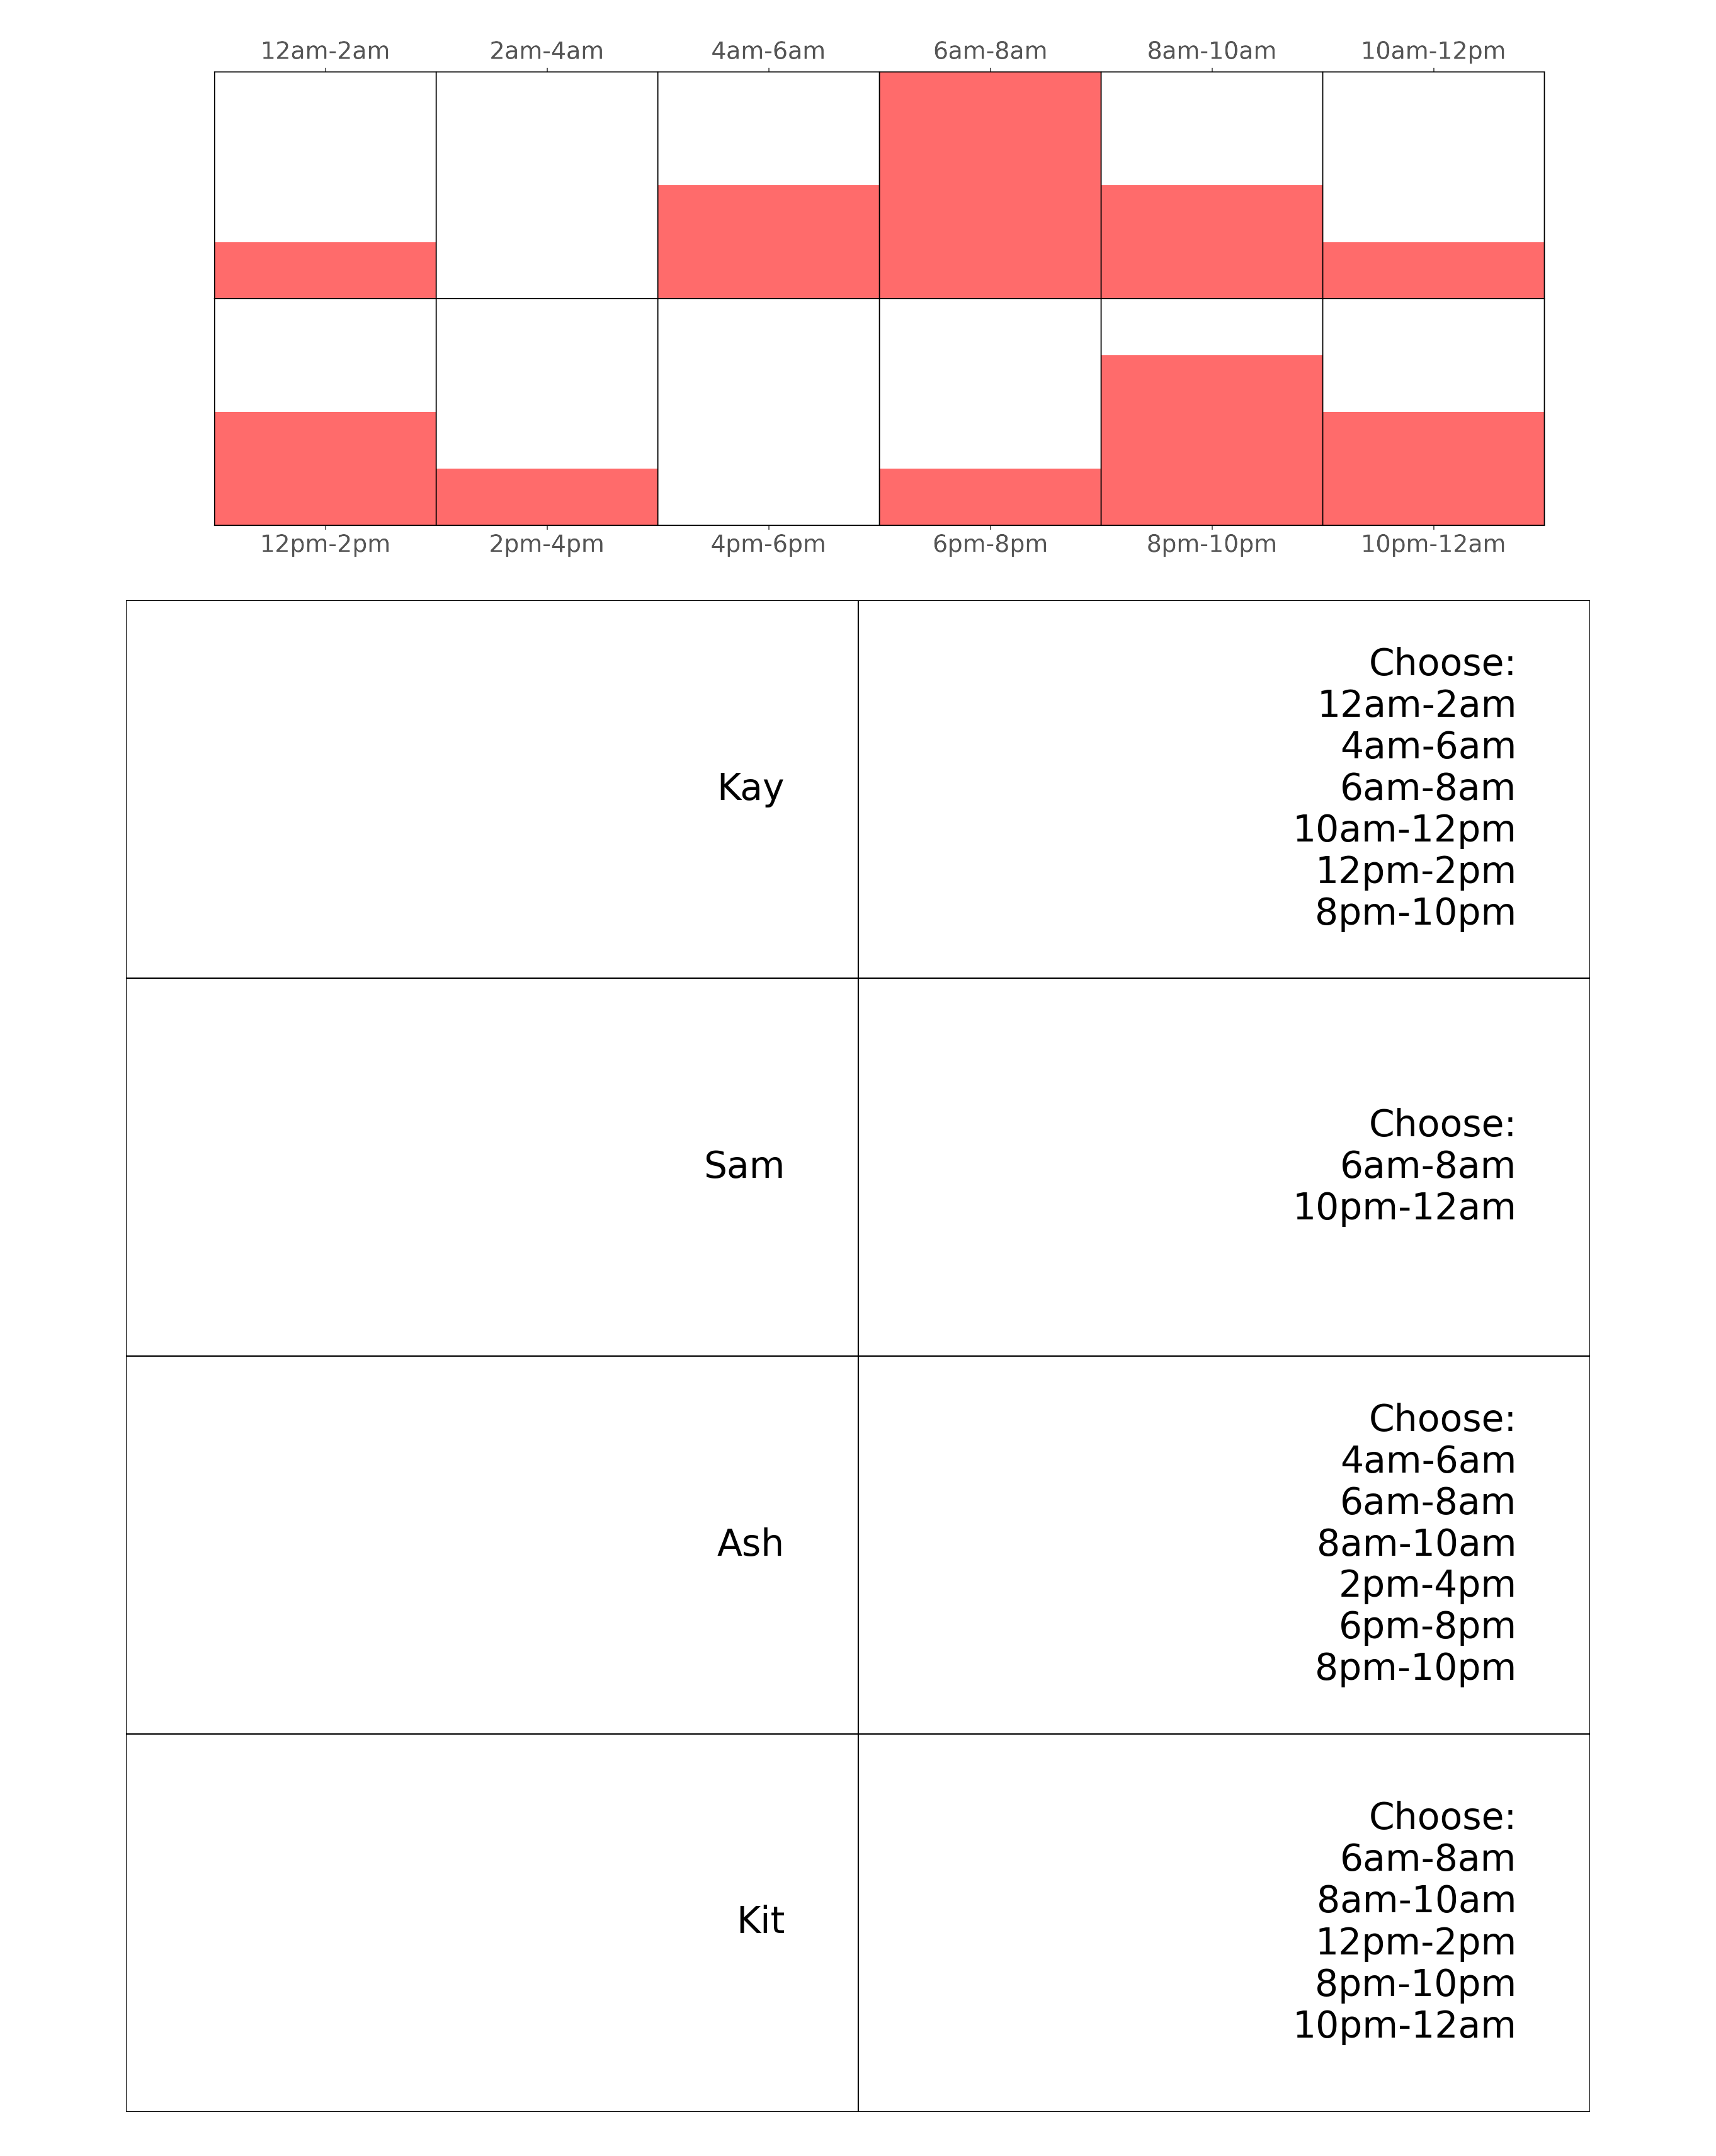 12am-2am 2am-4am 4am-6am 6am-8am 8am-10am 10am-12pm
12pm-2pm 2pm-4pm 4pm-6pm 6pm-8pm 8pm-10pm 10pm-12am
Kay
Choose:
12am-2am
4am-6am
6am-8am
10am-12pm
12pm-2pm
8pm-10pm
Sam
Choose:
6am-8am
10pm-12am
Ash
Choose:
4am-6am
6am-8am
8am-10am
2pm-4pm
6pm-8pm
8pm-10pm
Kit
Choose:
6am-8am
8am-10am
12pm-2pm
8pm-10pm
10pm-12am